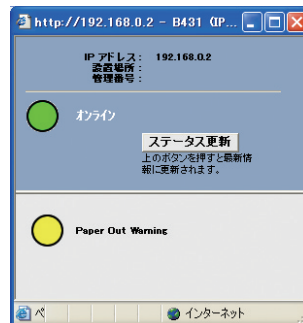 http://192.168.0.2 - B431 (IP...
IP アドレス： 192.168.0.2
設置場所：
管理番号：
オンライン
ステータス更新
上のボタンを押すと最新情
報に更新されます。
Paper Out Warning
ペ
インターネット